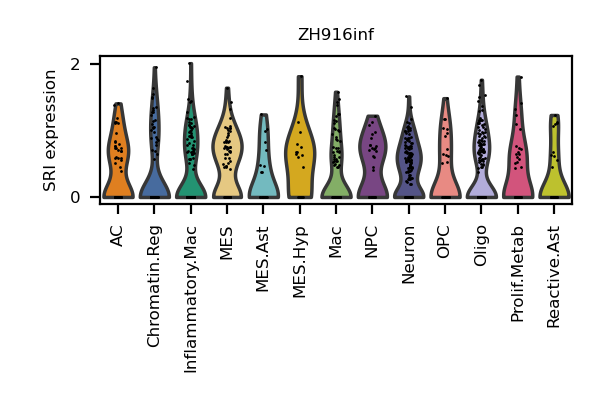 ZH916inf
SRI expression
2
0
AC
Chromatin.Reg
Inflammatory.Mac
MES
MES.Ast
MES.Hyp
Mac
NPC
Neuron
OPC
Oligo
Prolif.Metab
Reactive.Ast